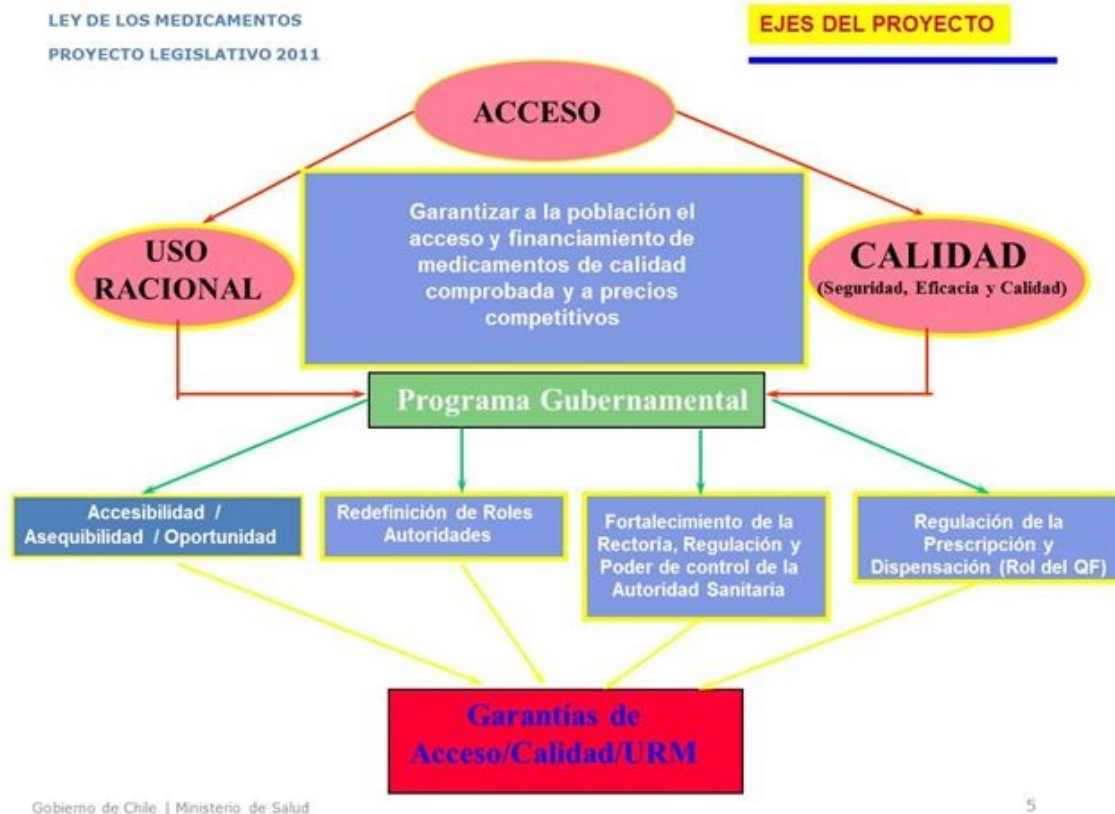 LEY DE LOS MEDICAMENTOS
PROYECTO LEGISLATIVO 2011
EJES DEL PROYECTO
ACCESO
Garantizar a la población el
acceso y financiamiento de
medicamentos de calidad
comprobada y a precios
competitivos
USO
RACIONAL
CALIDAD
(Seguridad, Eficacia y Calidad)
Programa Gubernamental
Accesibilidad /
Asequibilidad / Oportunidad
Redefinición de Roles
Autoridades
Fortalecimiento de la
Rectoría, Regulación y
Poder de control de la
Autoridad Sanitaria
Regulación de la
Prescripción y
Dispensación (Rol del QF)
Garantías de
Acceso/Calidad/URM
Gobierno de Chile | Ministerio de Salud
5